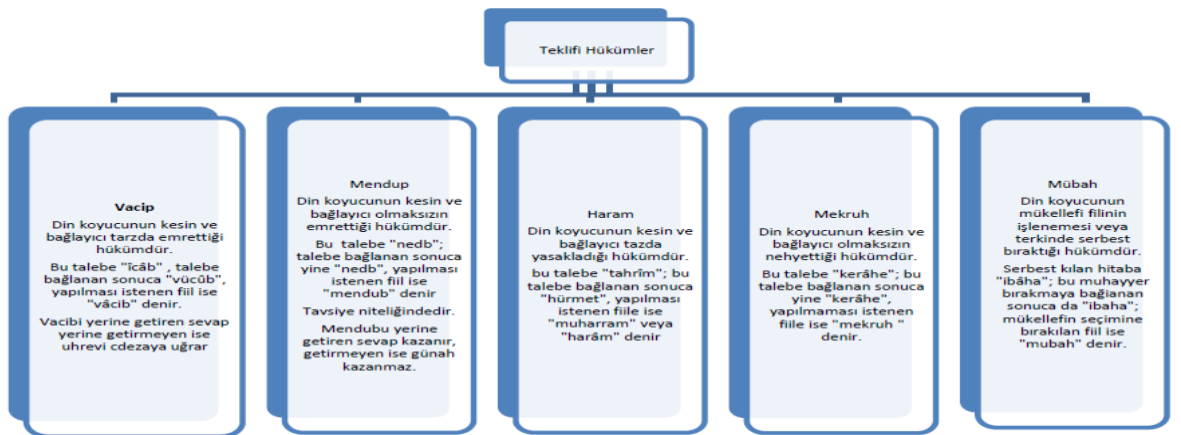 Teklifi Hükümler
Vacip
Din koyucunun kesin ve
bağlayıcı tarzda emrettiği
hükümdür.
Bu talebe "îcâb" , talebe
bağlanan sonuca "vücûb",
yapılması istenen fiil ise
"vâcib" denir.
Vacibi yerine getiren sevap
yerine getirmeyen ise
uhrevi cdezaya uğrar
Mendup
Din koyucunun kesin ve
bağlayıcı olmaksızın
emrettiği hükümdür.
Bu talebe "nedb";
talebe bağlanan sonuca
yine "nedb", yapılması
istenen fiil ise
"mendub" denir
Tavsiye niteliğindedir.
Mendubu yerine
getiren sevap kazanır,
getirmeyen ise günah
kazanmaz.
Haram
Din koyucunun kesin ve
bağlayıcı tazda
yasakladığı hükümdür.
bu talebe "tahrîm"; bu
talebe bağlanan sonuca
"hürmet", yapılması
istenen fiile ise
"muharram" veya
"harâm" denir
Mekruh
Din koyucunun kesin ve
bağlayıcı olmaksızın
nehyettiği hükümdür.
Bu talebe "kerâhe"; bu
talebe bağlanan sonuca
yine "kerâhe",
yapılmaması istenen
fiile ise "mekruh "
denir.
Mübah
Din koyucunun
mükellefi filinin
işlenemesi veya
terkinde serbest
bıraktığı hükümdür.
Serbest kılan hitaba
"ibâha"; bu muhayyer
bırakmaya bağianan
sonuca da "ibaha";
mükellefin seçimine
bırakılan fiil ise
"mubah" denir.